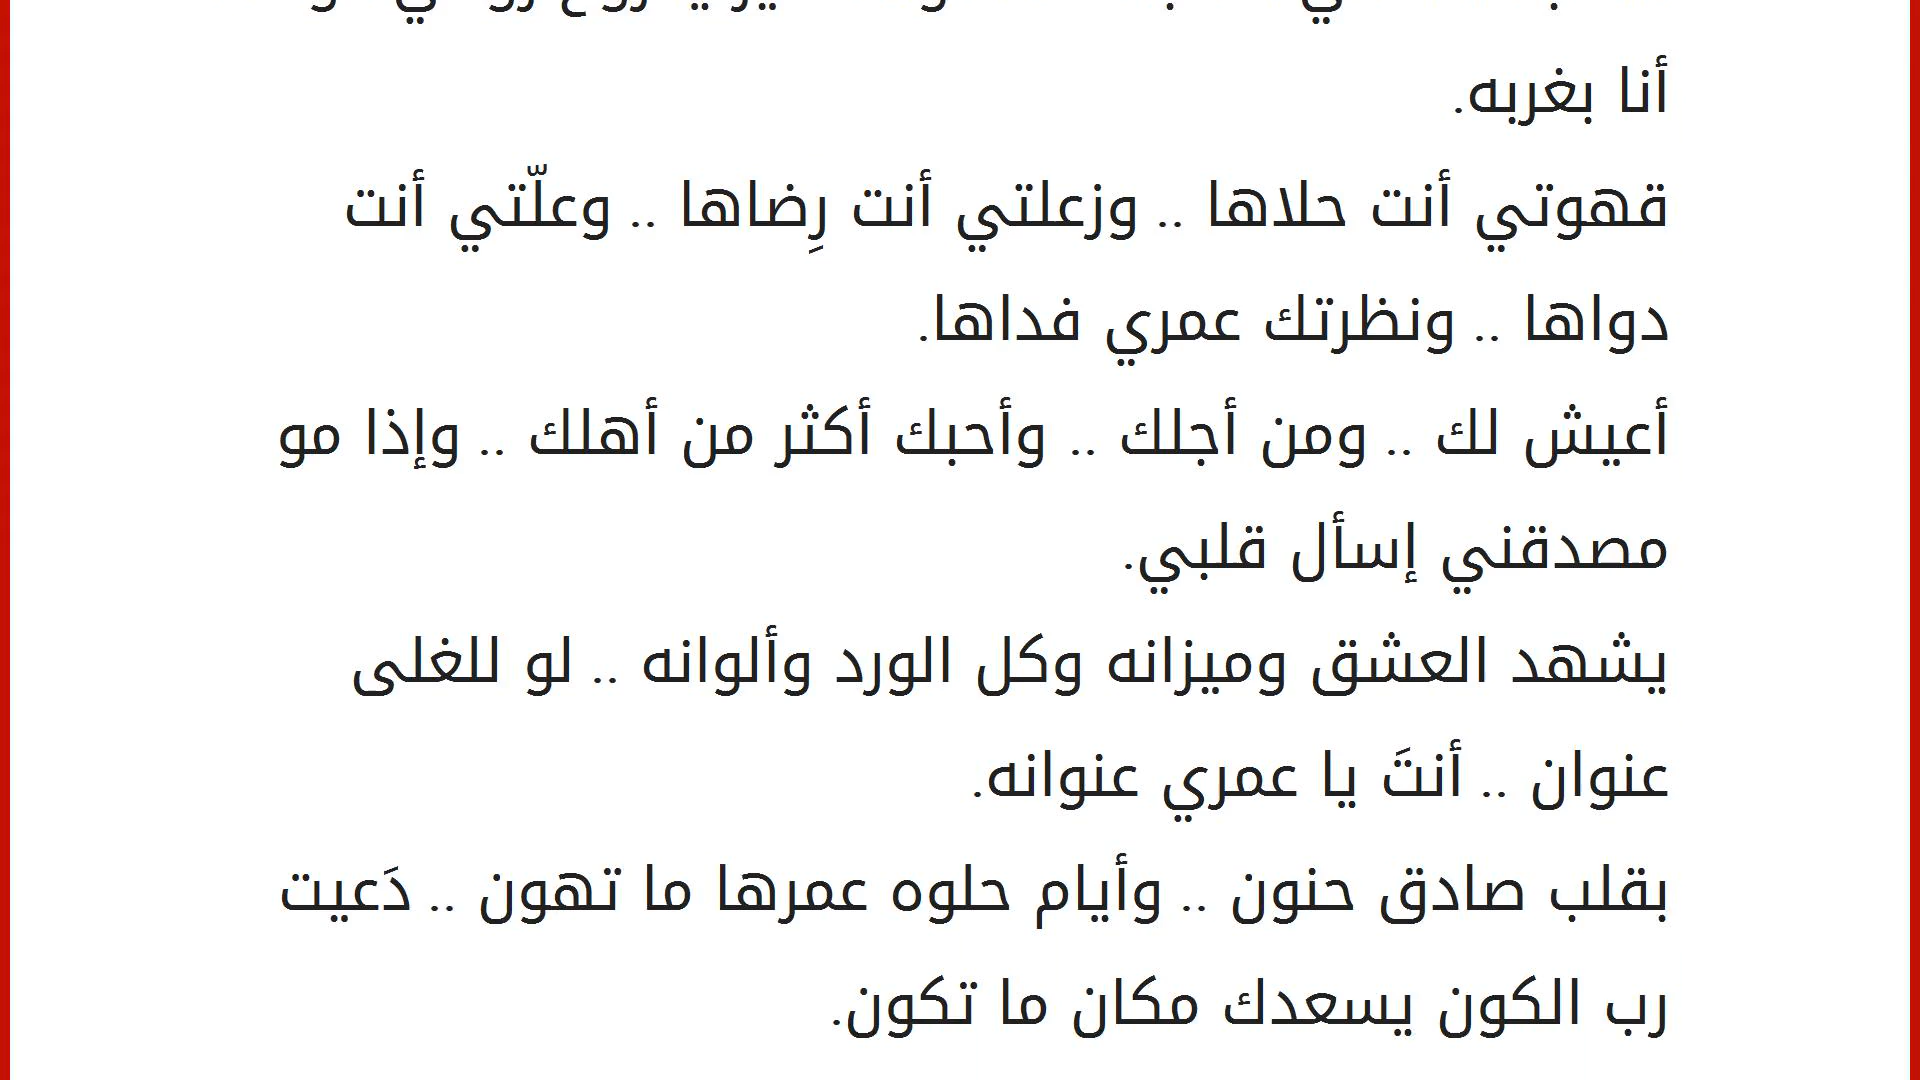 أنا بغربه.
قهوتي أنت حلاها .. وزعلتي أنت رِضاها .. وعلّتي أنت
دواها .. ونظرتك عمري فداها.
أعيش لك .. ومن أجلك .. وأحبك أكثر من أهلك .. وإذا مو
مصدقني إسأل قلبي.
يشهد العشق وميزانه وكل الورد وألوانه .. لو للغلى
عنوان .. أنتَ يا عمري عنوانه.
بقلب صادق حنون .. وأيام حلوه عمرها ما تهون .. دَعيت
رب الكون يسعدك مكان ما تكون.